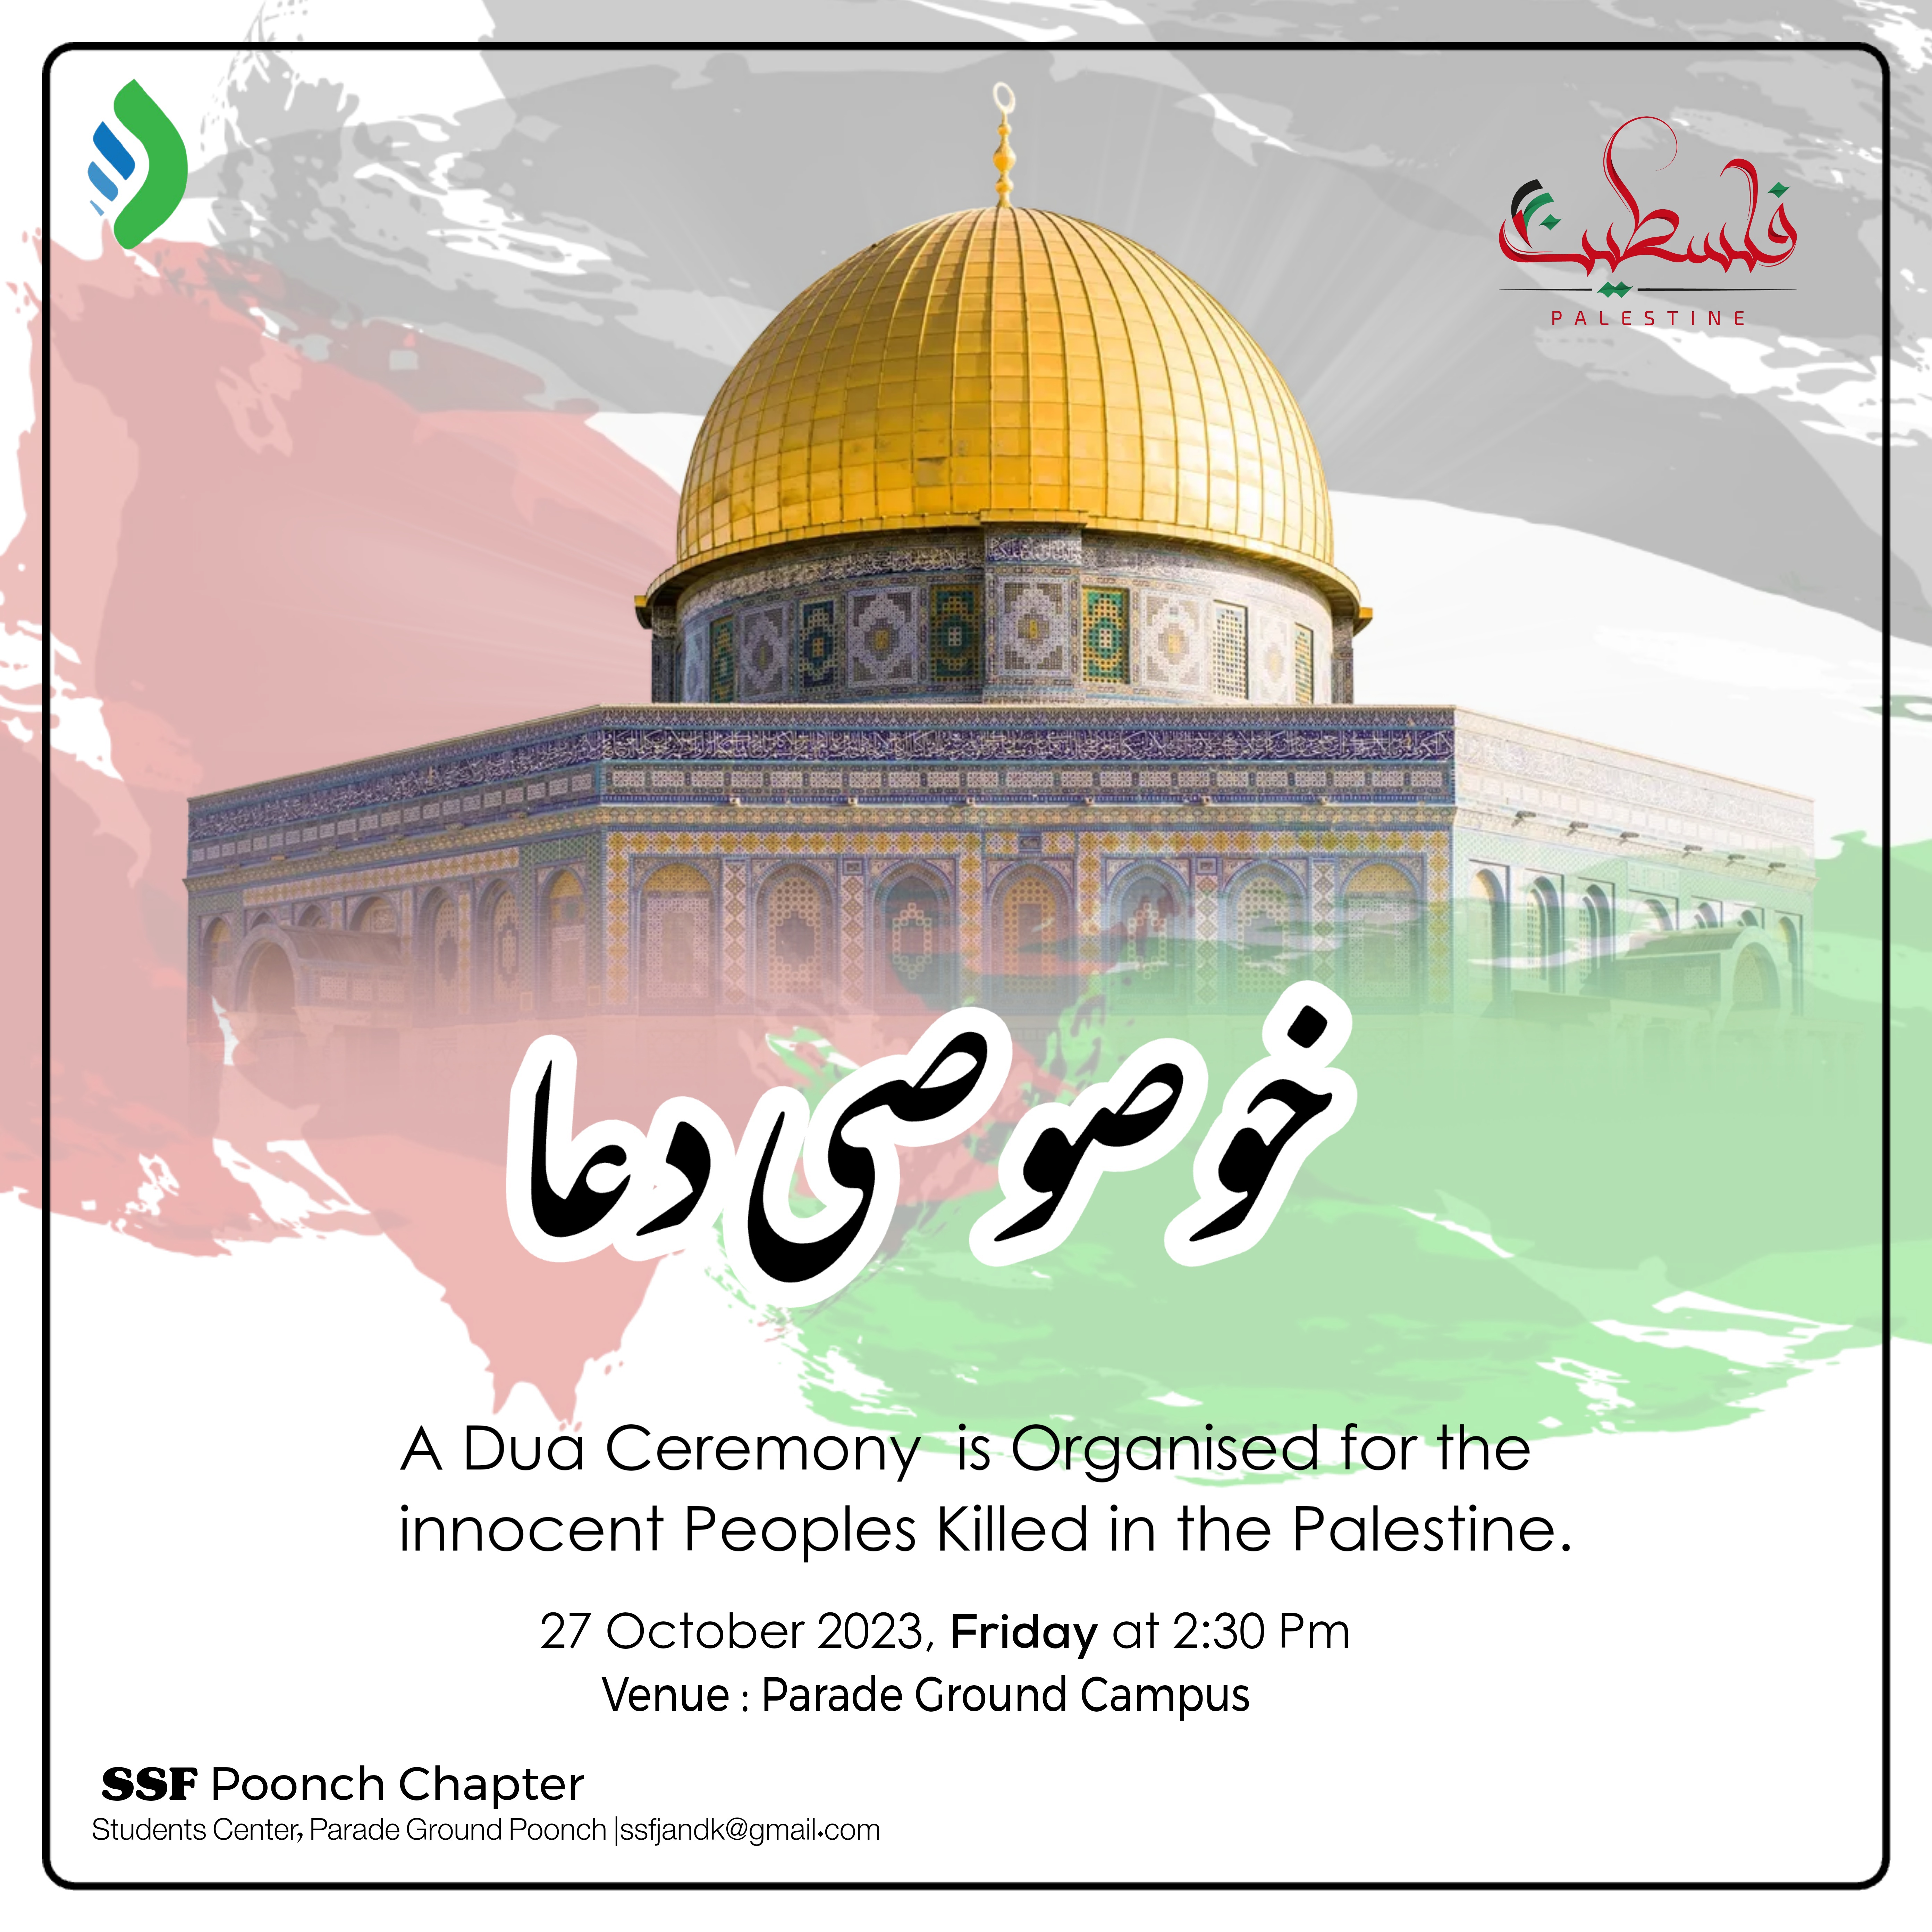 فلسطين
PALESTINE
خصوصی دعا
A Dua Ceremony is Organised for the
innocent Peoples Killed in the Palestine.
27 October 2023, Friday at 2:30 Pm
Venue : Parade Ground Campus
SSF Poonch Chapter
Students Center, Parade Ground Poonch |ssfjandk@gmail.com